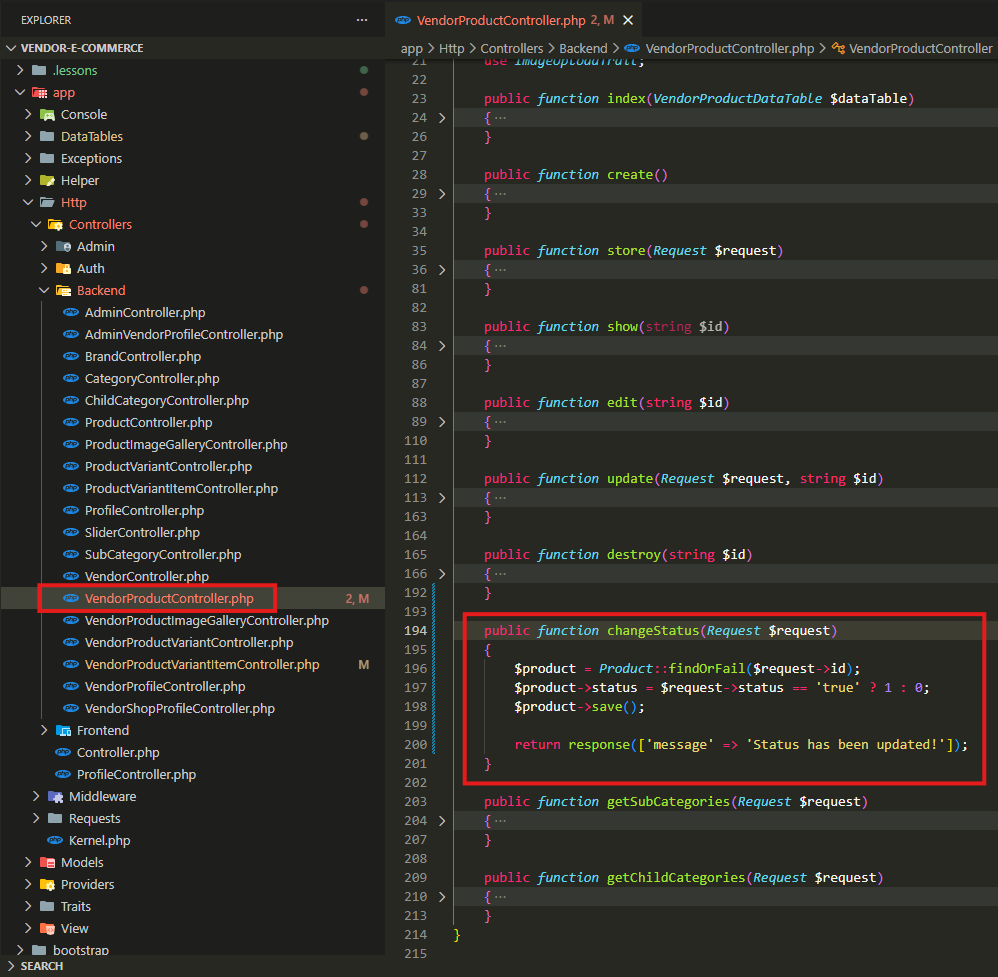 EXPLORER
VENDOR-E-COMMERCE
.lessons
app
Console
DataTables
Exceptions
Helper
Http
Controllers
Admin
Auth
Backend
AdminController.php
AdminVendorProfileController.php
BrandController.php
CategoryController.php
ChildCategoryController.php
ProductController.php
ProductImageGalleryController.php
ProductVariantController.php
ProductVariantItemController.php
ProfileController.php
SliderController.php
SubCategoryController.php
VendorController.php
VendorProductController.php 2, M
VendorProductImageGalleryController.php
VendorProductVariantController.php
VendorProductVariantItemController.php M
VendorProfileController.php
VendorShopProfileController.php
Frontend
Controller.php
ProfileController.php
Middleware
Requests
Kernel.php
Models
Providers
Traits
View
bootstrap
SEARCH
VendorProductController.php 2, M
app > Http > Controllers > Backend > VendorProductController.php > VendorProductController
21 use ImageUploadTrait;
22
23 public function index(VendorProductDataTable $dataTable)
24 { ...
26 }
27
28 public function create()
29 { ...
33 }
34
35 public function store(Request $request)
36 { ...
81 }
82
83 public function show(string $id)
84 { ...
86 }
87
88 public function edit(string $id)
89 { ...
110 }
111
112 public function update(Request $request, string $id)
113 { ...
163 }
164
165 public function destroy(string $id)
166 { ...
192 }
193
194 public function changeStatus(Request $request)
195 {
196 $product = Product::findOrFail($request->id);
197 $product->status = $request->status == 'true' ? 1 : 0;
198 $product->save();
199
200 return response(['message' => 'Status has been updated!']);
201 }
202
203 public function getSubCategories(Request $request)
204 { ...
207 }
208
209 public function getChildCategories(Request $request)
210 { ...
213 }
214 }
215